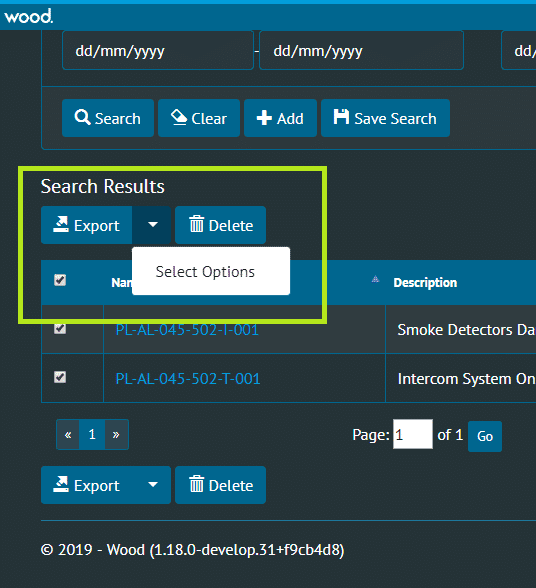 wood.
dd/mm/yyyy - dd/mm/yyyy dd/
Search Clear Add Save Search
Search Results
Export Delete
Select Options
Na Description
PL-AL-045-502-I-001 Smoke Detectors Da
PL-AL-045-502-T-001 Intercom System On
« 1 » Page: 1 of 1 Go
Export Delete
© 2019 - Wood (1.18.0-develop.31+f9cb4d8)